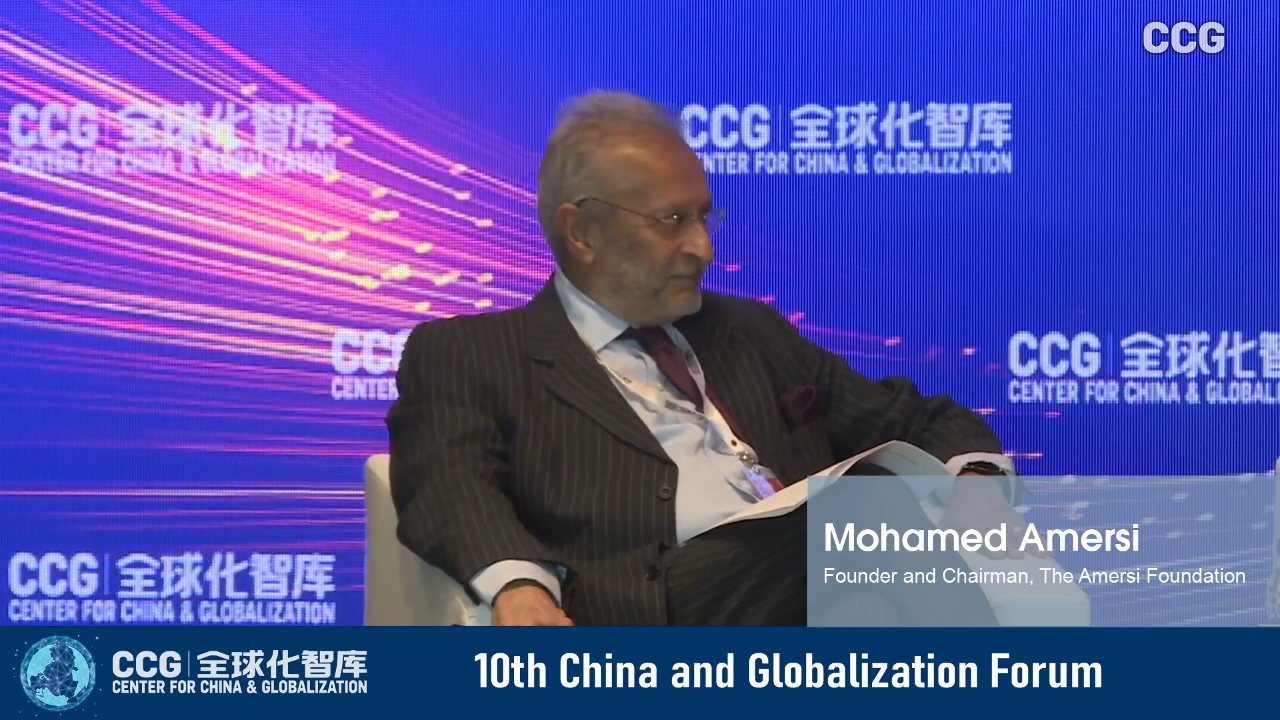 CCG
CCG 全球化智库
CENTER FOR CHINA & GLOBALIZATION
CCG 全球化智库
CENTER FOR CHINA & GLOBALIZATION
CCG
CENTER
CCG 全球化
CENTER FOR CHINA & GLOBAL
Mohamed Amersi
Founder and Chairman, The Amersi Foundation
CCG 全球化智库
CENTER FOR CHINA & GLOBALIZATION
CCG 全球化智库
CENTER FOR CHINA & GLOBALIZATION
10th China and Globalization Forum